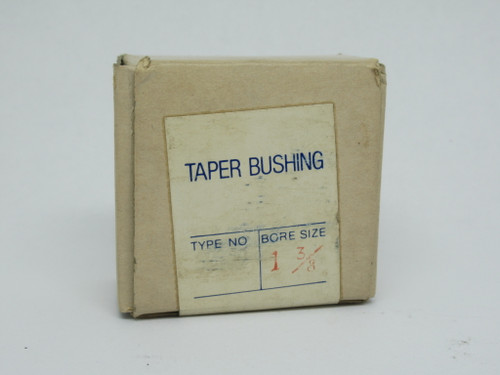 TAPER BUSHING
TYPE NO BORE SIZE
1 3/8